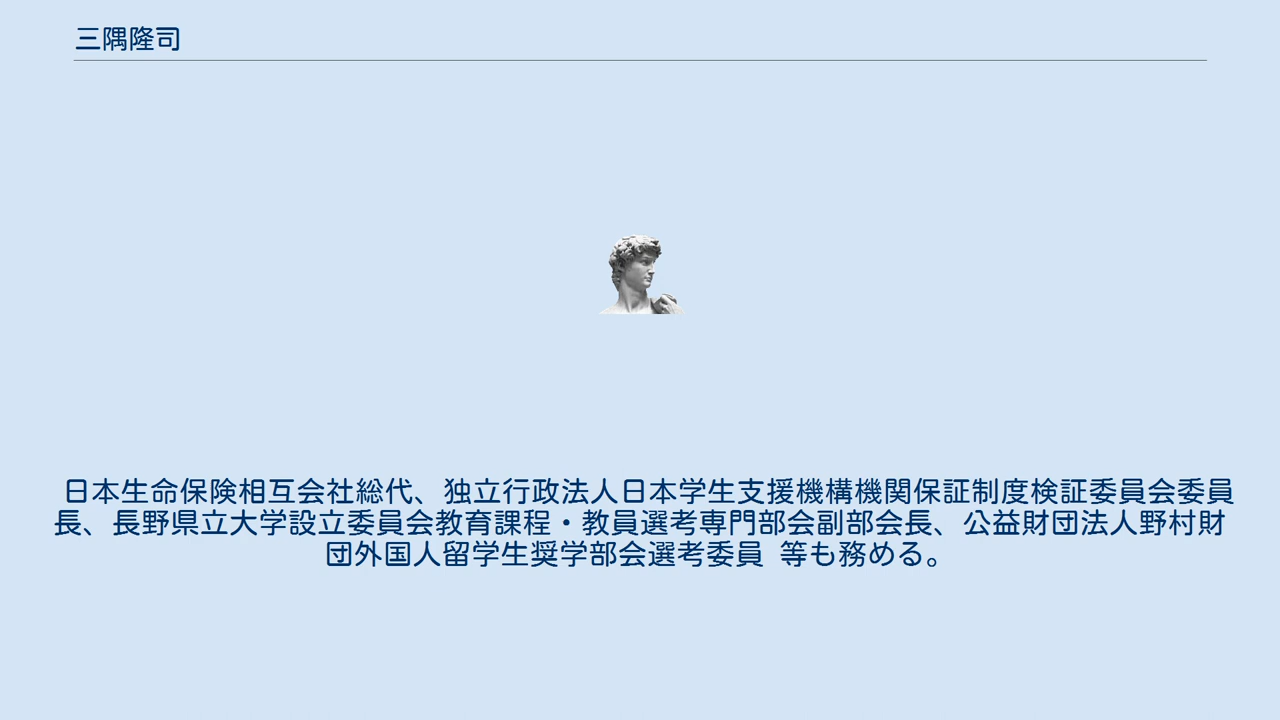 三隅隆司
日本生命保険相互会社総代、独立行政法人日本学生支援機構機関保証制度検証委員会委員
長、長野県立大学設立委員会教育課程・教員選考専門部会副部会長、公益財団法人野村財
団外国人留学生奨学部会選考委員 等も務める。